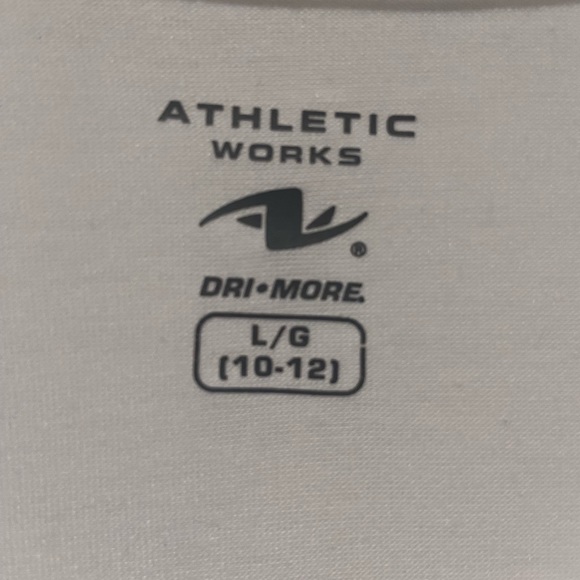 ATHLETIC
WORKS
®
DRI•MORE.
L/G
(10-12)